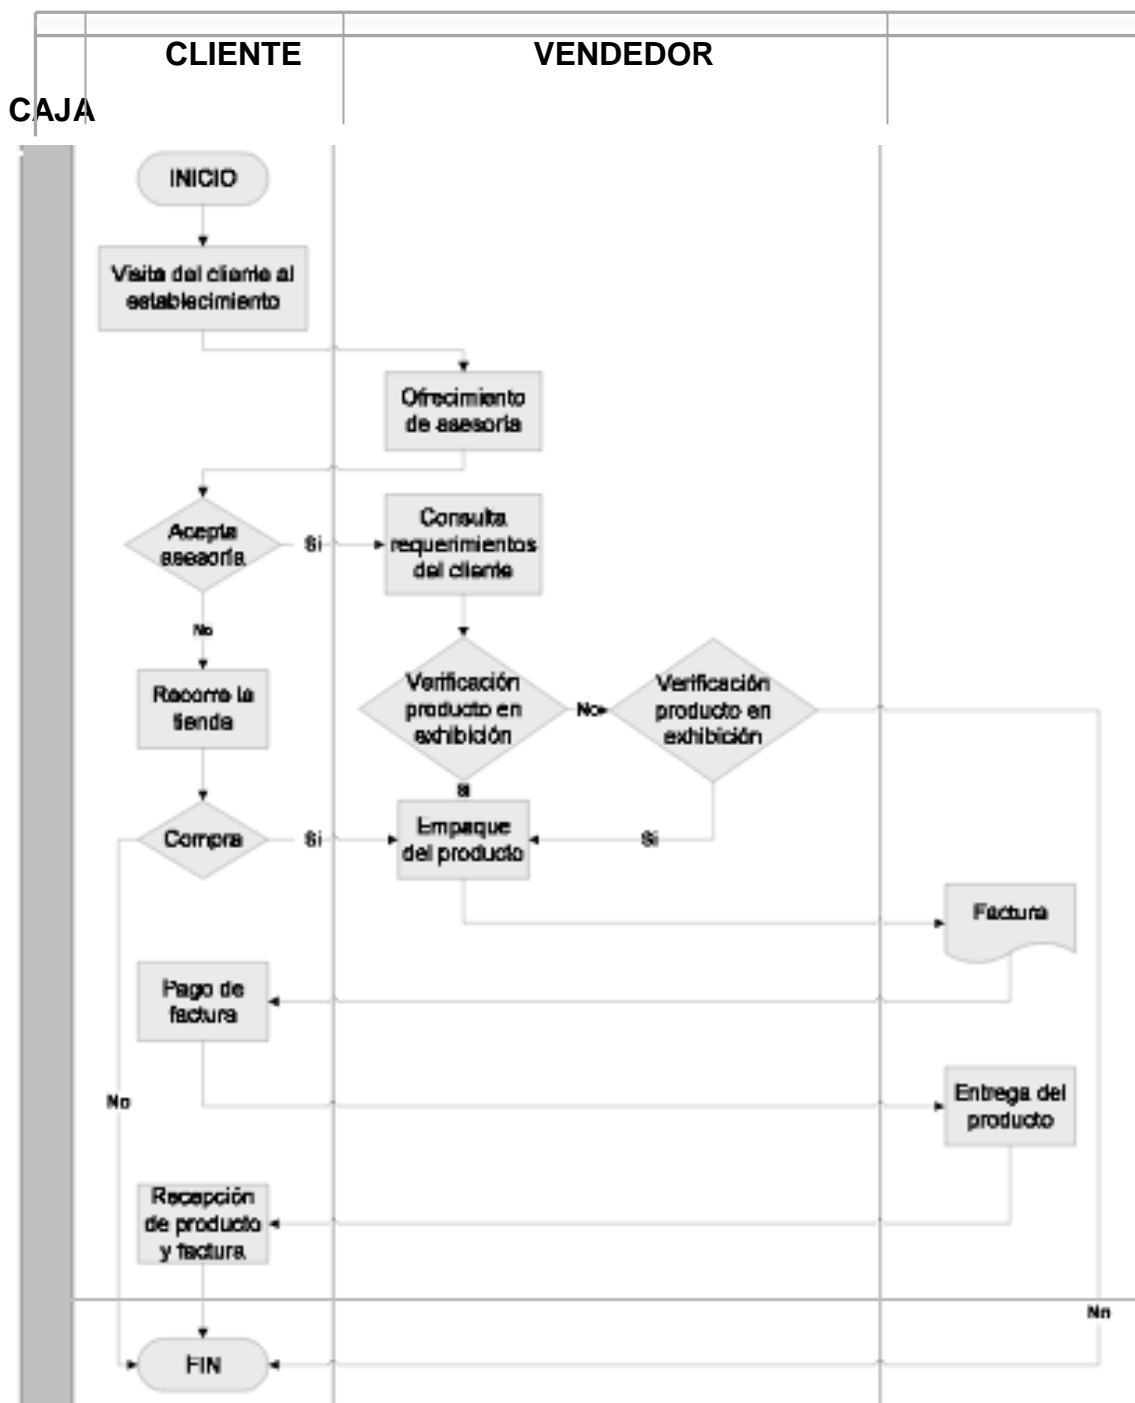 CLIENTE
VENDEDOR
CAJA
INICIO
Visita del cliente al
establecimiento
Ofrecimiento
de asesoría
Acepta
asesoría
Si
Consulta
requerimientos
del cliente
No
Recorre la
tienda
Verificación
producto en
exhibición
No
Verificación
producto en
exhibición
Si
Compra
Si
Empaque
del producto
Si
Factura
Pago de
factura
No
Entrega del
producto
Recepción
de producto
y factura
No
FIN